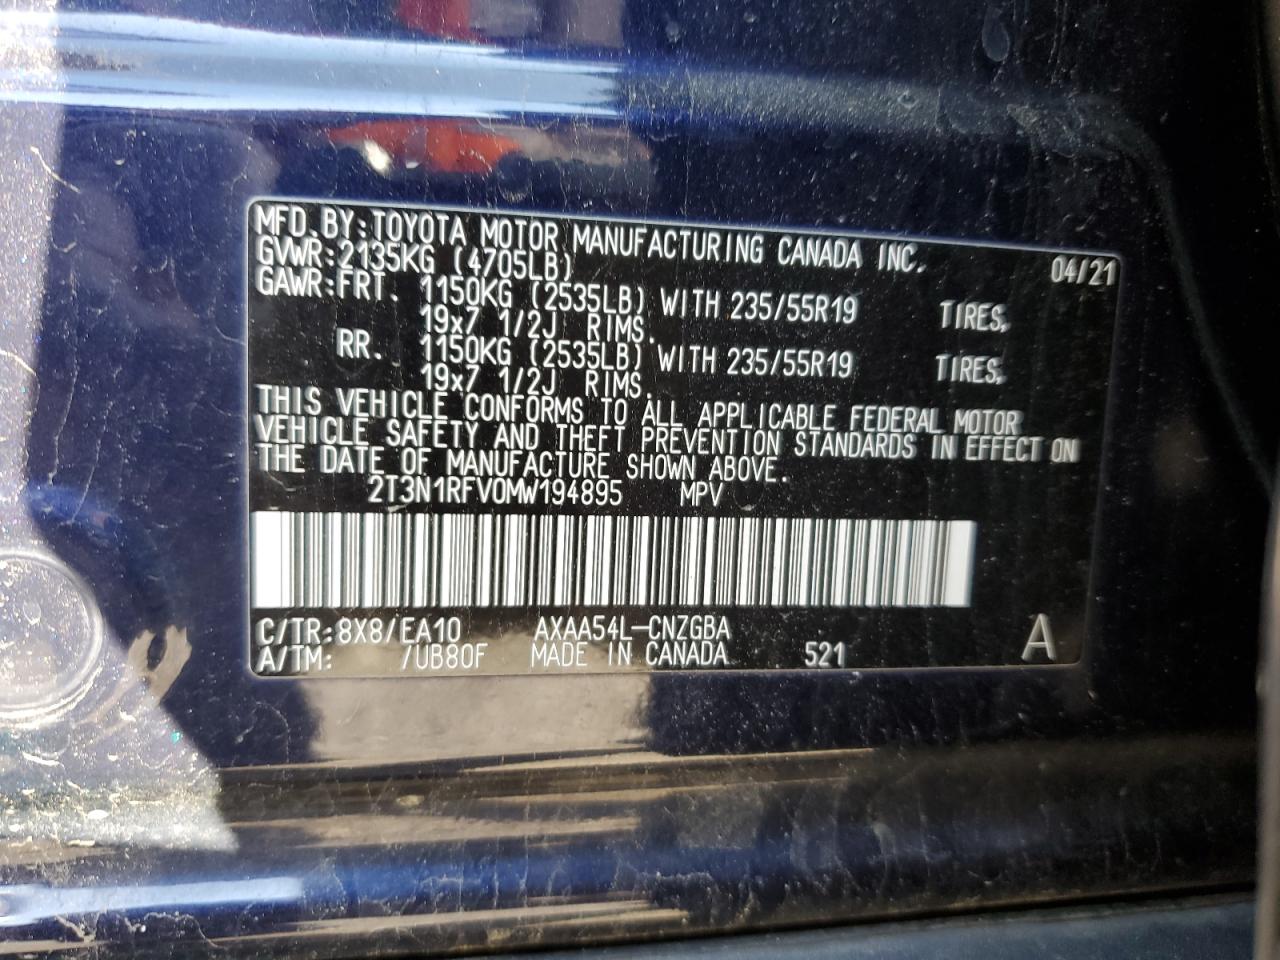 MFD.BY:TOYOTA MOTOR MANUFACTURING CANADA INC.
GVWR:2135KG (4705LB) 04/21
GAWR:FRT. 1150KG (2535LB) WITH 235/55R19 TIRES,
19x7 1/2J RIMS.
RR. 1150KG (2535LB) WITH 235/55R19 TIRES,
19x7 1/2J RIMS.
THIS VEHICLE CONFORMS TO ALL APPLICABLE FEDERAL MOTOR
VEHICLE SAFETY AND THEFT PREVENTION STANDARDS IN EFFECT ON
THE DATE OF MANUFACTURE SHOWN ABOVE.
2T3N1RFV0MW194895 MPV
C/TR:8X8/EA10 AXAA54L-CNZGBA
A/TM: /UB80F MADE IN CANADA 521 A